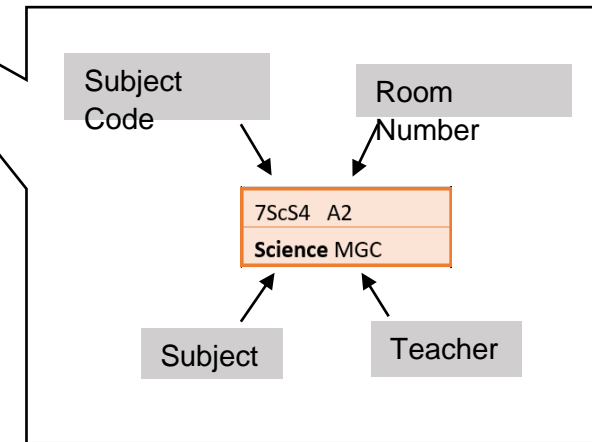 Subject
Code
Room
Number
7ScS4 A2
Science MGC
Subject
Teacher